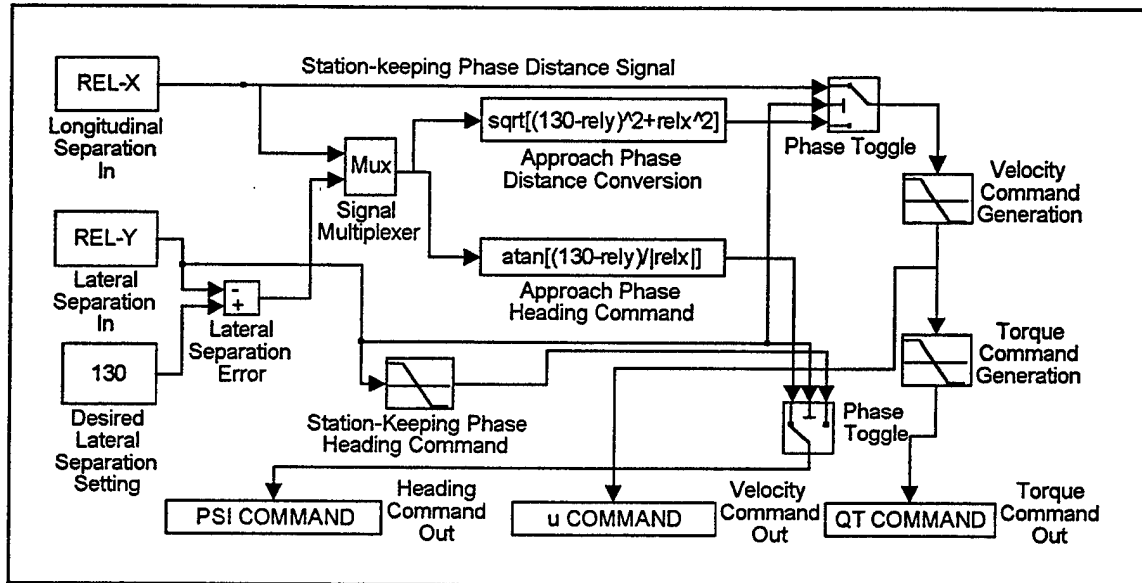 REL-X
Longitudinal
Separation
In
Station-keeping Phase Distance Signal
sqrt[(130-rely)^2+relx^2]
Approach Phase
Distance Conversion
Phase Toggle
Mux
Signal
Multiplexer
Velocity
Command
Generation
REL-Y
Lateral
Separation
In
-
+
Lateral
Separation
Error
atan[(130-rely)/|relx|]
Approach Phase
Heading Command
Torque
Command
Generation
130
Desired
Lateral
Separation
Setting
Station-Keeping Phase
Heading Command
Phase
Toggle
PSI COMMAND
Heading
Command
Out
u COMMAND
Velocity
Command
Out
QT COMMAND
Torque
Command
Out